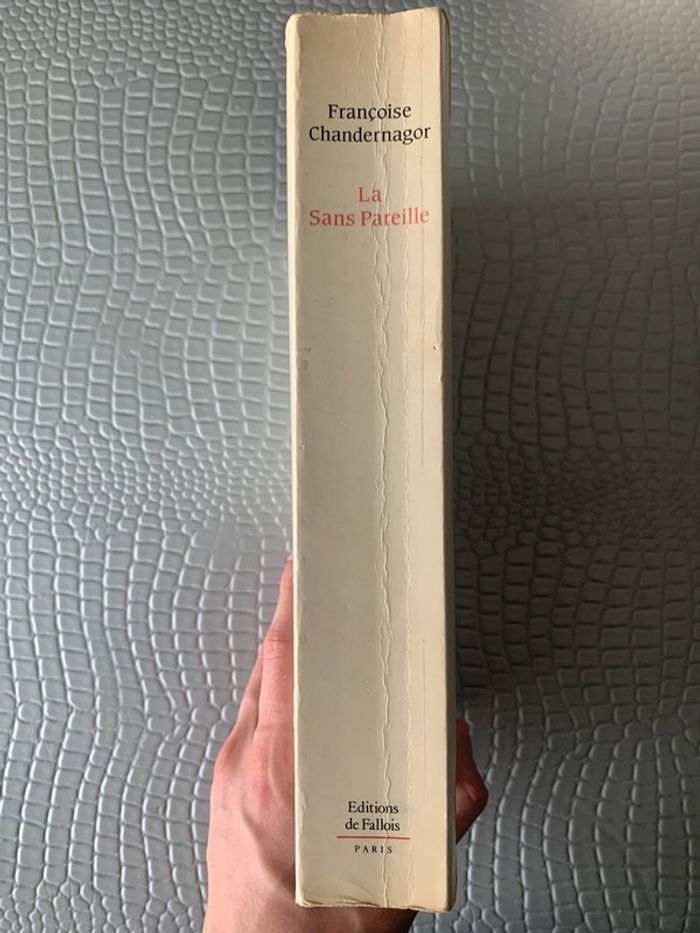 Françoise
Chandernagor
La
Sans Pareille
Editions
de Fallois
PARIS